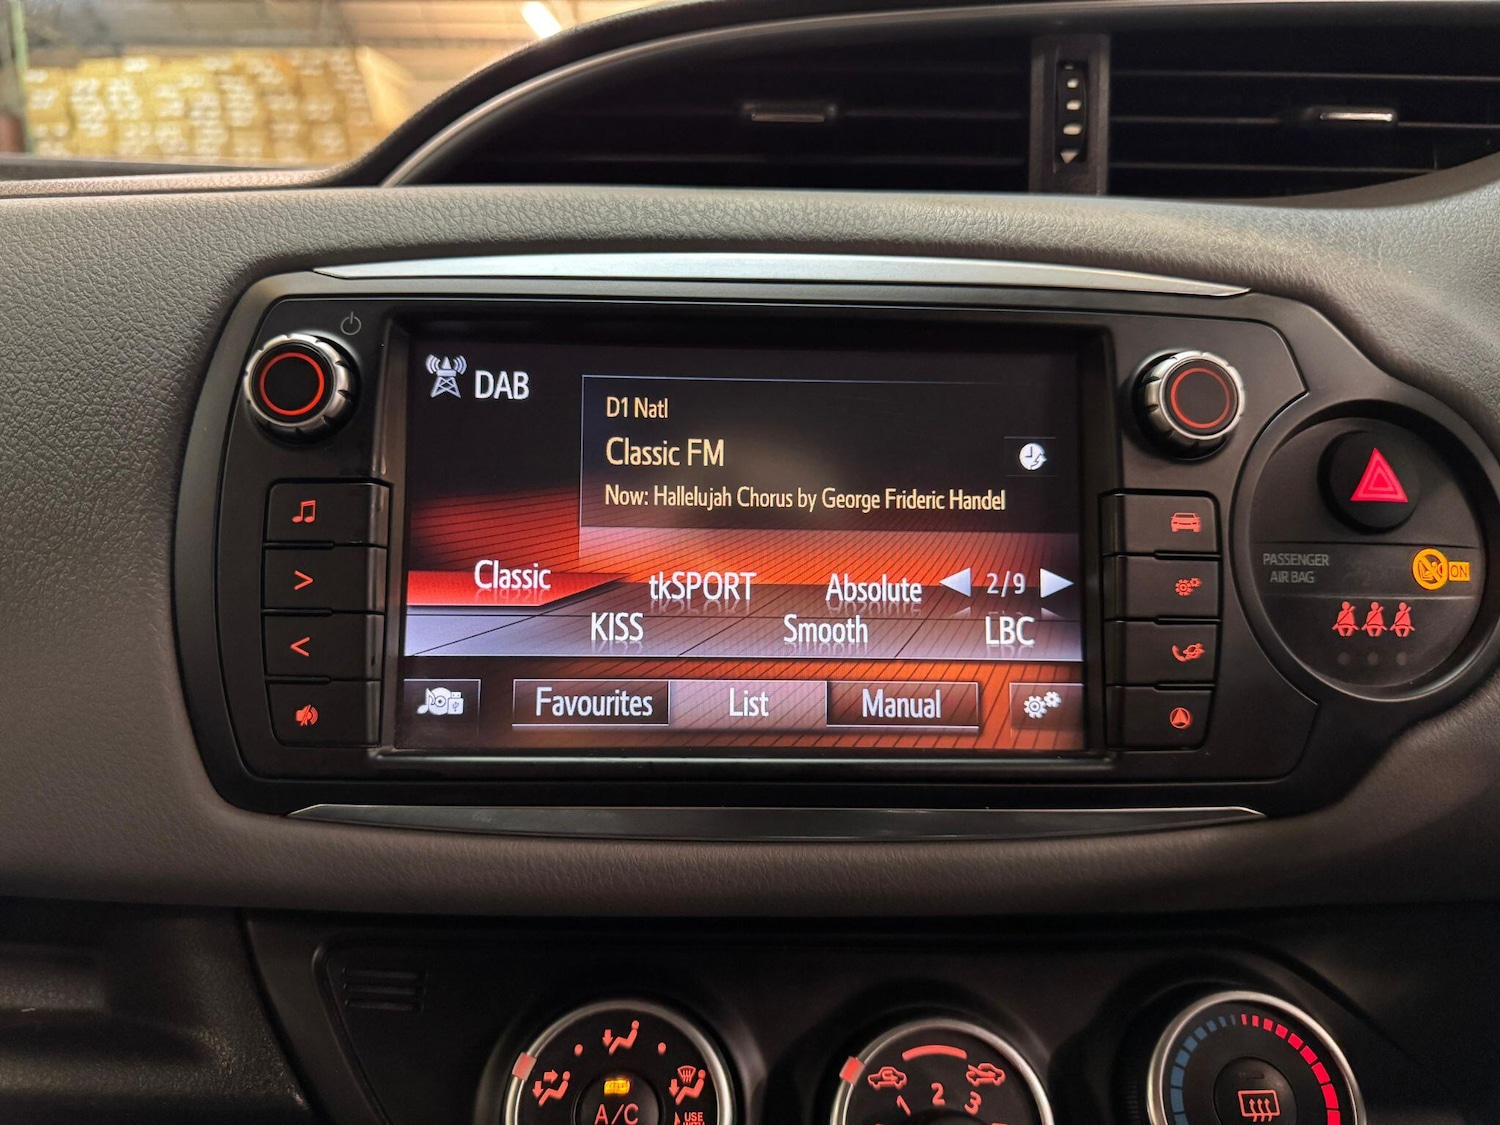 DAB
D1 Natl
Classic FM
Now: Hallelujah Chorus by George Frideric Handel
Classic tkSPORT Absolute 2/9
KISS Smooth LBC
Favourites List Manual
PASSENGER
AIR BAG
ON
A/C
USE
1 2 3